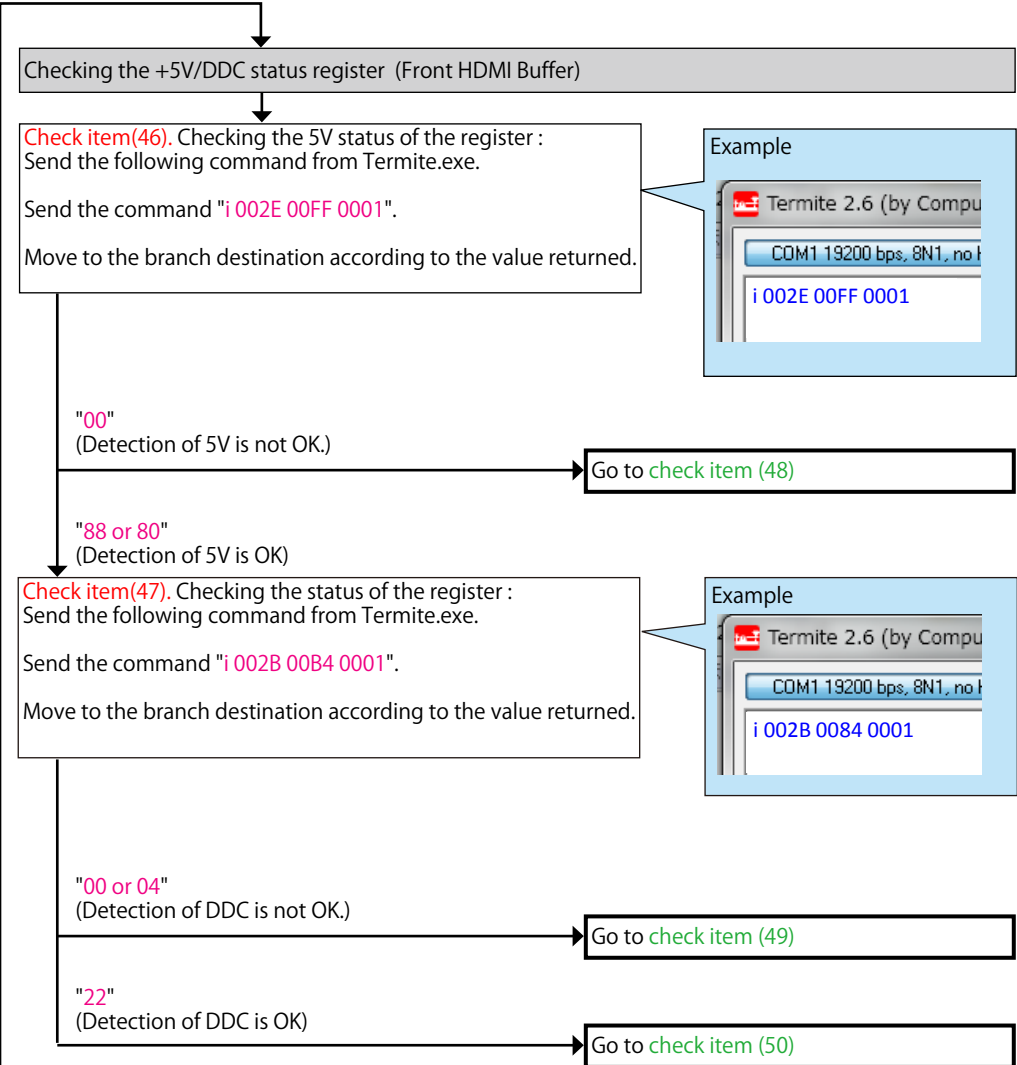 Checking the +5V/DDC status register (Front HDMI Buffer)
Check item(46). Checking the 5V status of the register :
Send the following command from Termite.exe.
Send the command "i 002E 00FF 0001".
Move to the branch destination according to the value returned.
Example
Termite 2.6 (by Compu
COM1 19200 bps, 8N1, no
i 002E 00FF 0001
"00"
(Detection of 5V is not OK.)
Go to check item (48)
"88 or 80"
(Detection of 5V is OK)
Check item(47). Checking the status of the register :
Send the following command from Termite.exe.
Send the command "i 002B 00B4 0001".
Move to the branch destination according to the value returned.
Example
Termite 2.6 (by Compu
COM1 19200 bps, 8N1, no
i 002B 0084 0001
"00 or 04"
(Detection of DDC is not OK.)
Go to check item (49)
"22"
(Detection of DDC is OK)
Go to check item (50)